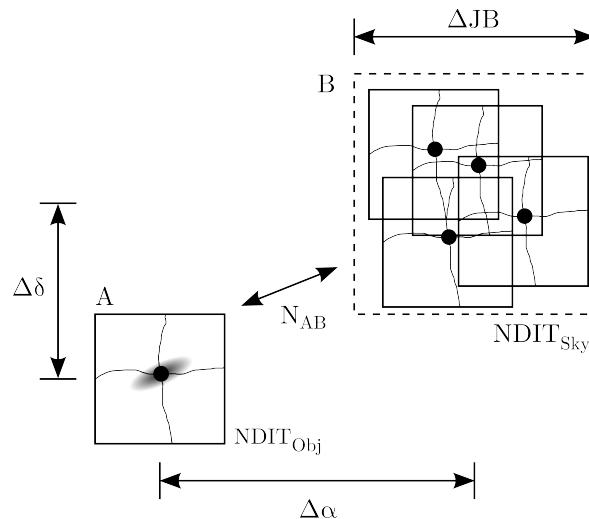 ΔJB
B
Δδ
A
N_AB
NDIT_Sky
NDIT_Obj
Δα